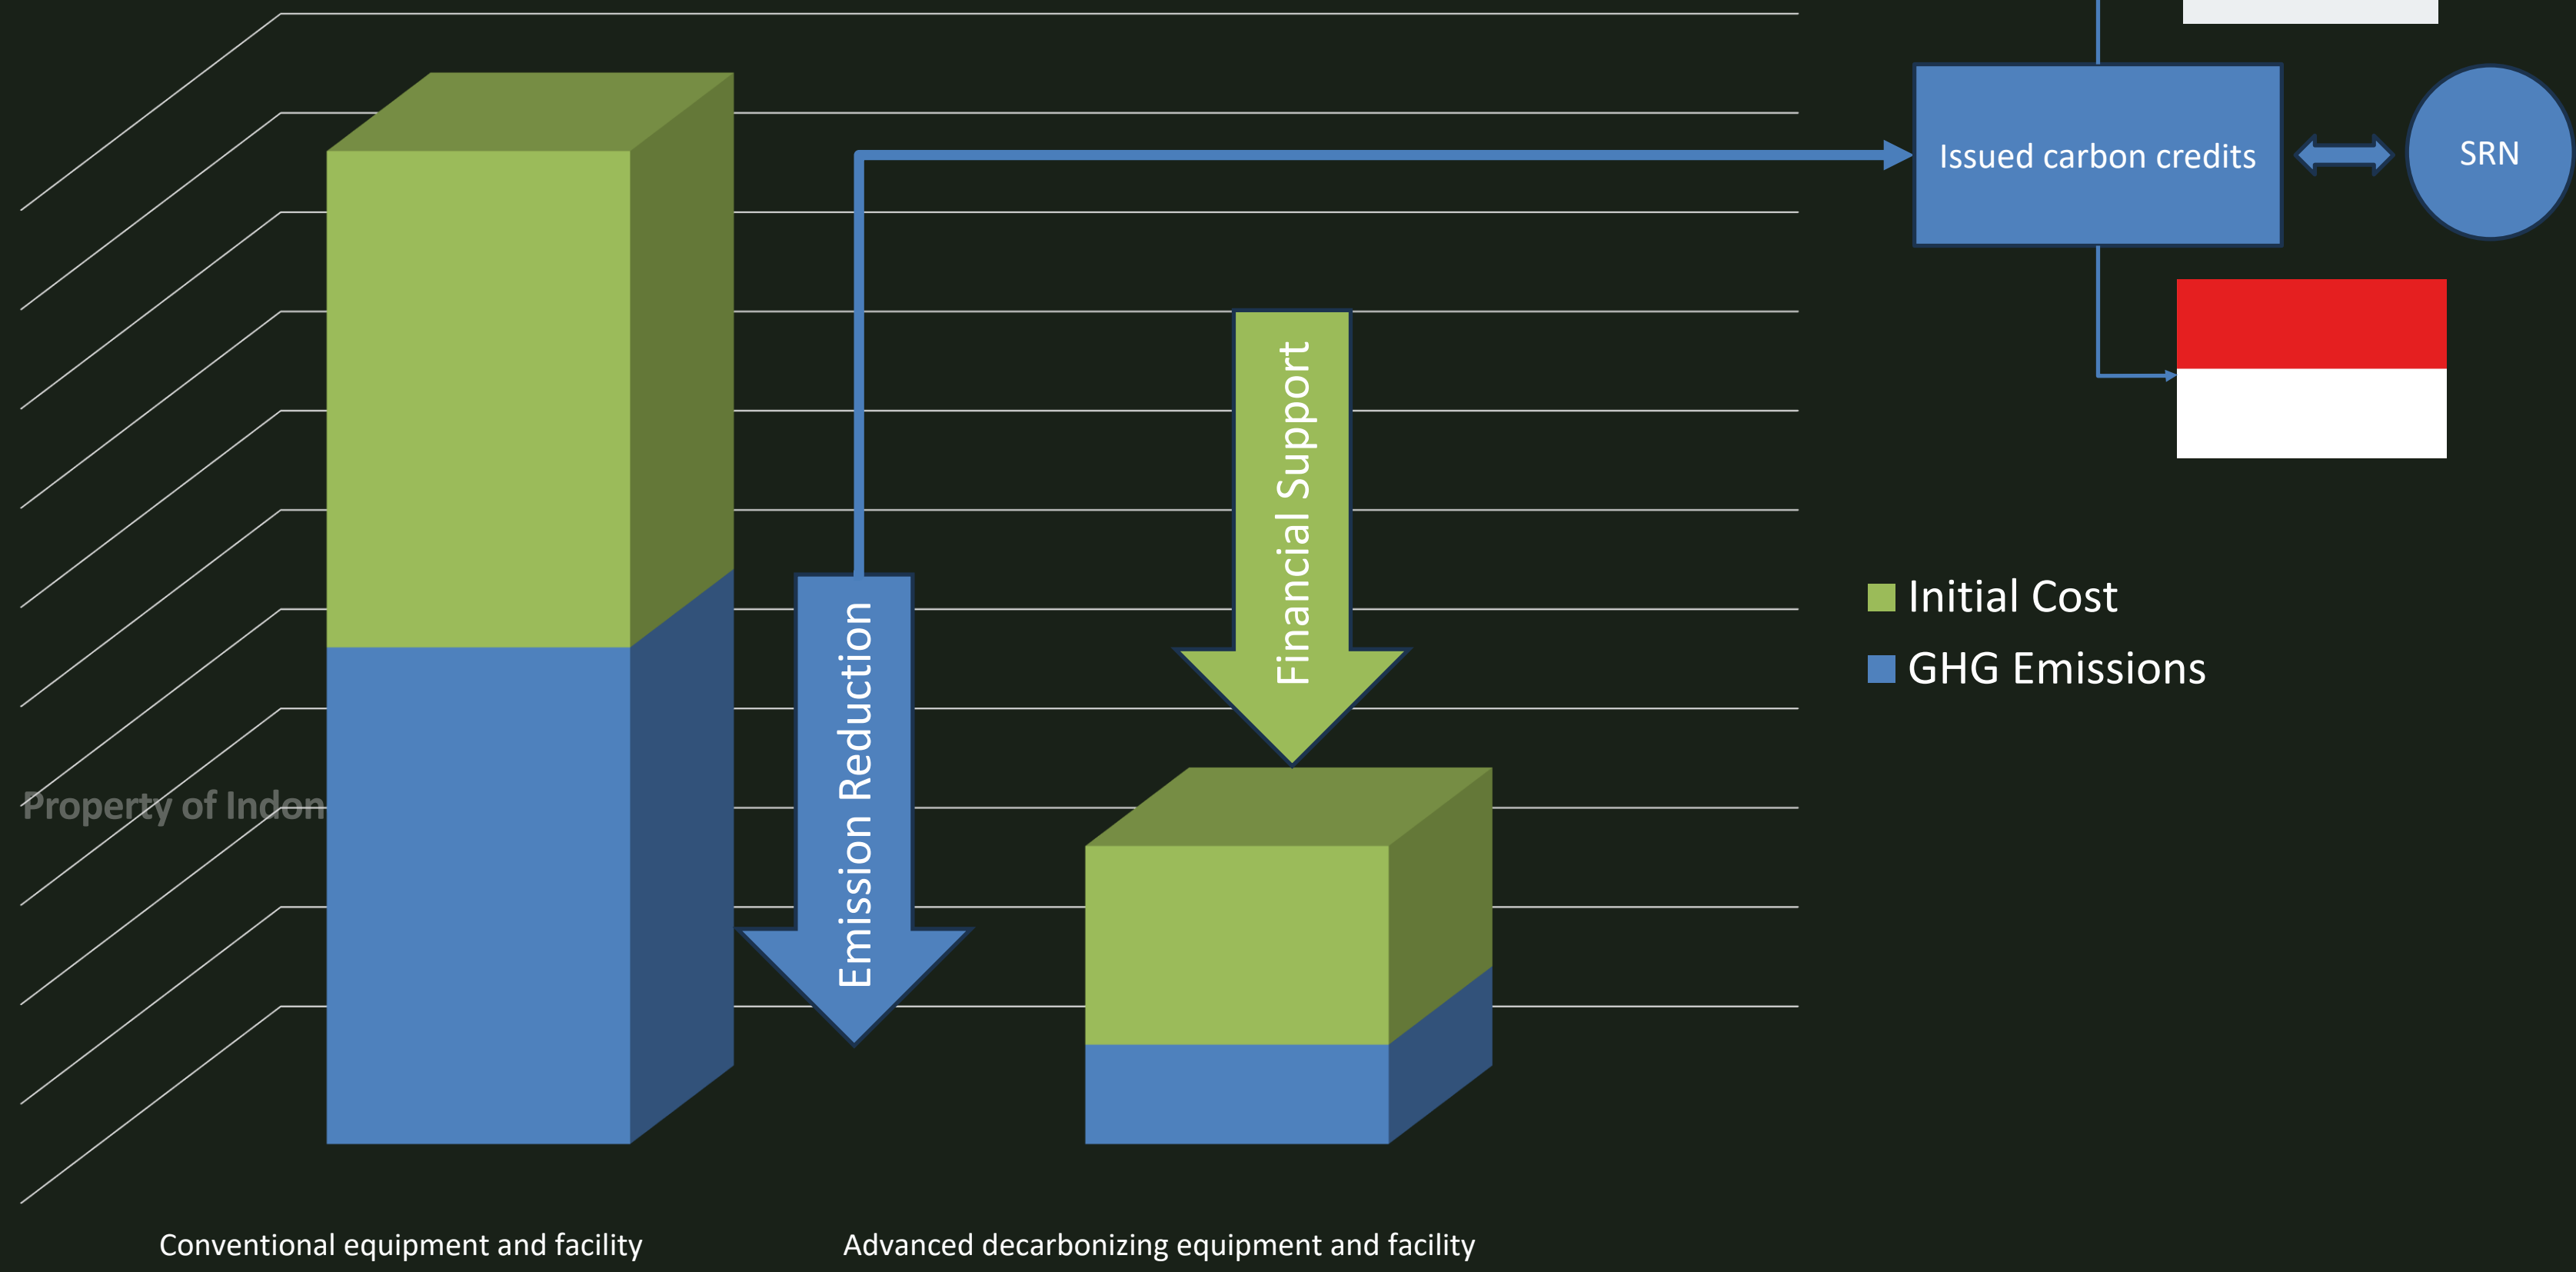 Issued carbon credits
SRN
Financial Support
Emission Reduction
Initial Cost
GHG Emissions
Property of Indon
Conventional equipment and facility
Advanced decarbonizing equipment and facility